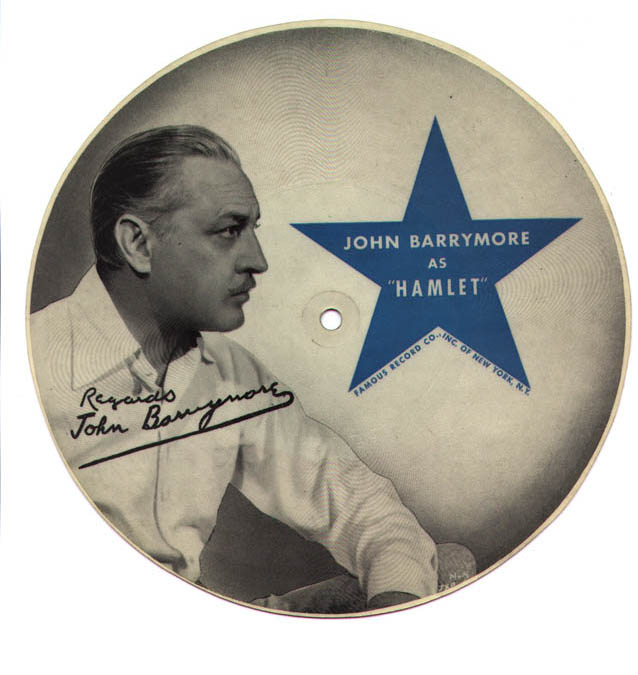 JOHN BARRYMORE
AS
"HAMLET"
FAMOUS RECORD CO., INC. OF NEW YORK, N.Y.
Regards
John Barrymore